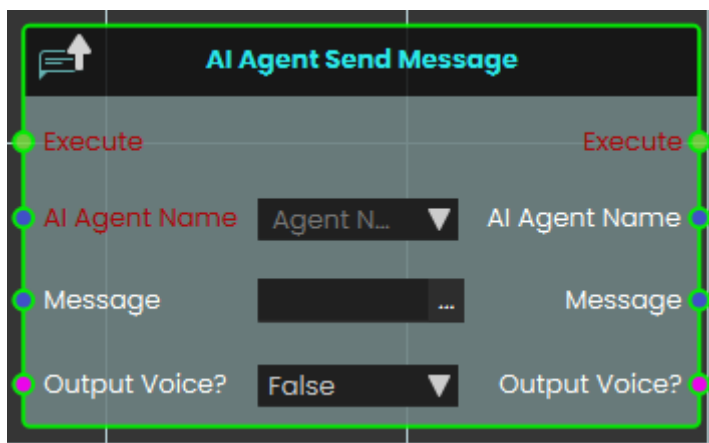 AI Agent Send Message
Execute Execute
AI Agent Name Agent N... AI Agent Name
Message ... Message
Output Voice? False Output Voice?